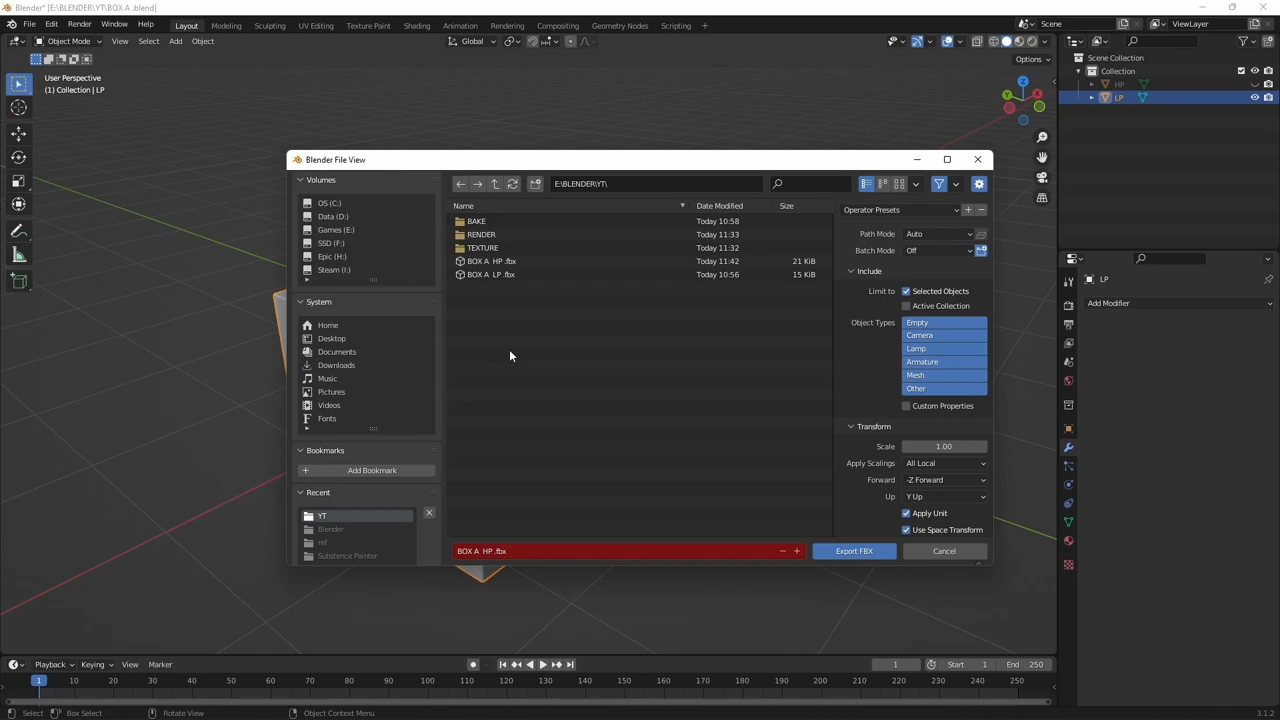 Blender* [E:\BLENDER\YT\BOX A .blend]
File Edit Render Window Help Layout Modeling Sculpting UV Editing Texture Paint Shading Animation Rendering Compositing Geometry Nodes Scripting + Scene ViewLayer
Object Mode View Select Add Object Global
Options
User Perspective
(1) Collection | LP
Scene Collection
Collection
HP
LP
Z
Y
X
Blender File View
Volumes
OS (C:)
Data (D:)
Games (E:)
SSD (F:)
Epic (H:)
Steam (I:)
System
Home
Desktop
Documents
Downloads
Music
Pictures
Videos
Fonts
Bookmarks
Add Bookmark
Recent
YT
Blender
ref
Substence Painter
E:\BLENDER\YT\
Name Date Modified Size
BAKE Today 10:58
RENDER Today 11:33
TEXTURE Today 11:32
BOX A HP .fbx Today 11:42 21 KiB
BOX A LP .fbx Today 10:56 15 KiB
BOX A HP .fbx
Export FBX
Cancel
Operator Presets
Path Mode Auto
Batch Mode Off
Include
Limit to Selected Objects
Active Collection
Object Types Empty
Camera
Lamp
Armature
Mesh
Other
Custom Properties
Transform
Scale 1.00
Apply Scalings All Local
Forward -Z Forward
Up Y Up
Apply Unit
Use Space Transform
LP
Add Modifier
Playback Keying View Marker 1 Start 1 End 250
1 10 20 30 40 50 60 70 80 90 100 110 120 130 140 150 160 170 180 190 200 210 220 230 240 250
Select Box Select Rotate View Object Context Menu 3.1.2